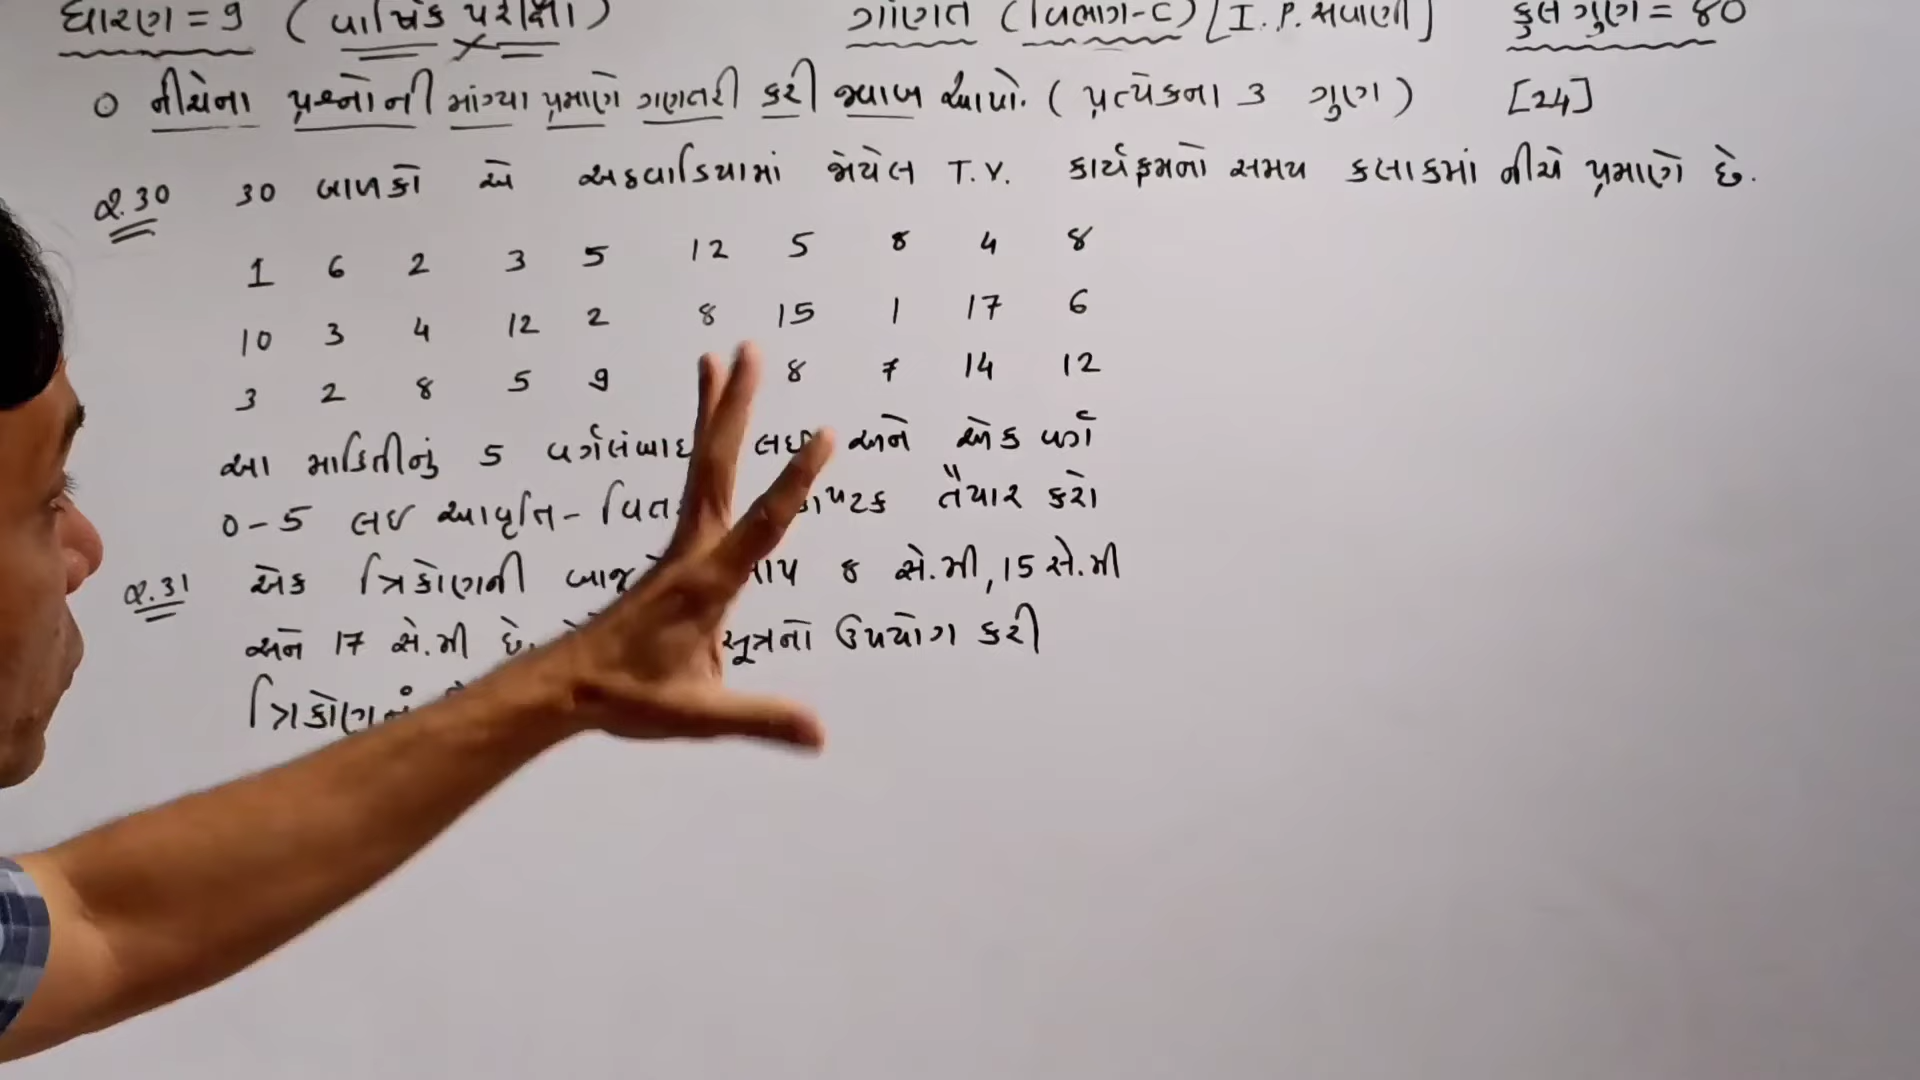 ધોરણ = 9 (વાર્ષિક પરીક્ષા) ગણિત (વિભાગ-C) [I.P. સવાણી] કુલ ગુણ = 80
૦ નીચેના પ્રશ્નોની માંગ્યા પ્રમાણે ગણતરી કરી જવાબ આપો. (પ્રત્યેકના 3 ગુણ) [24]
પ્ર.30 30 બાળકો એ અઠવાડિયામાં જોયેલ T.V. કાર્યક્રમનો સમય કલાકમાં નીચે પ્રમાણે છે.
1 6 2 3 5 12 5 8 4 8
10 3 4 12 2 8 15 1 17 6
3 2 8 5 9 8 7 14 12
આ માહિતીનું 5 વર્ગલંબાઈ લઈ અને એક વર્ગ
0-5 લઈ આવૃત્તિ- તૈયાર કરો
પ્ર.31 એક ત્રિકોણની માપ 8 સે.મી, 15 સે.મી
અને 17 સે.મી છે. સૂત્રનો ઉપયોગ કરી
ત્રિકોણનું